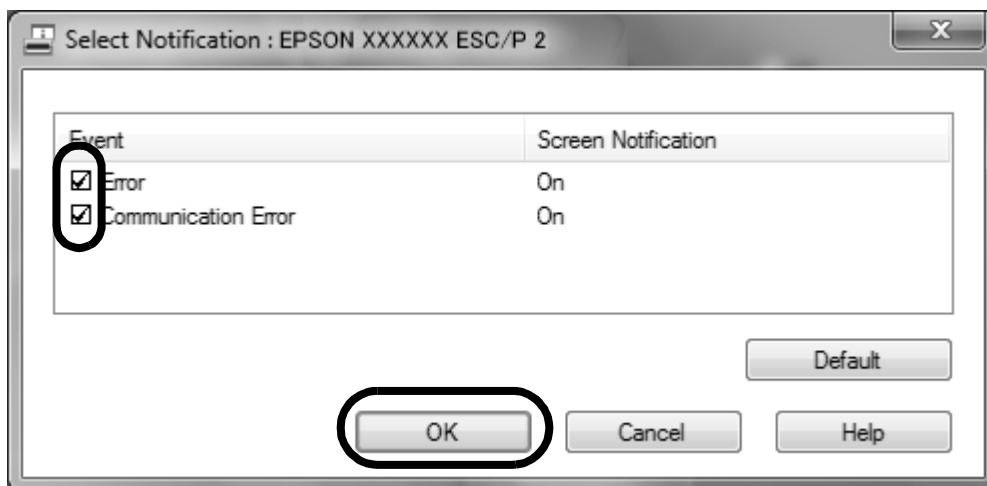 Select Notification : EPSON XXXXXX ESC/P 2
x
Event Screen Notification
Error On
Communication Error On
Default
OK Cancel Help